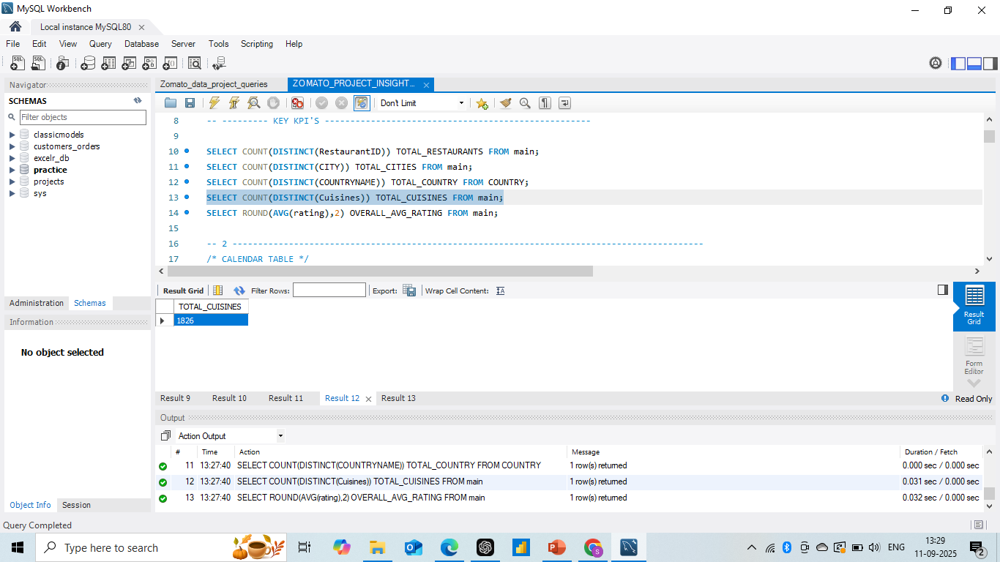 MySQL Workbench
Local instance MySQL80
File Edit View Query Database Server Tools Scripting Help
Navigator
SCHEMAS
Filter objects
classicmodels
customers_orders
excelr_db
practice
projects
sys
Administration Schemas
Information
No object selected
Object Info Session
Zomato_data_project_queries ZOMATO_PROJECT_INSIGHT...
Don't Limit
8 -- ---------- KEY KPI'S ----------------------------------------------------
9
10 SELECT COUNT(DISTINCT(RestaurantID)) TOTAL_RESTAURANTS FROM main;
11 SELECT COUNT(DISTINCT(CITY)) TOTAL_CITIES FROM main;
12 SELECT COUNT(DISTINCT(COUNTRYNAME)) TOTAL_COUNTRY FROM COUNTRY;
13 SELECT COUNT(DISTINCT(Cuisines)) TOTAL_CUISINES FROM main;
14 SELECT ROUND(AVG(rating),2) OVERALL_AVG_RATING FROM main;
15
16 -- 2 --------------------------------------------------------------------------------------------
17 /* CALENDAR TABLE */
Result Grid Filter Rows: Export: Wrap Cell Content:
TOTAL_CUISINES
1826
Result Grid
Form Editor
Result 9 Result 10 Result 11 Result 12 Result 13
Read Only
Output
Action Output
# Time Action Message Duration / Fetch
11 13:27:40 SELECT COUNT(DISTINCT(COUNTRYNAME)) TOTAL_COUNTRY FROM COUNTRY 1 row(s) returned 0.000 sec / 0.000 sec
12 13:27:40 SELECT COUNT(DISTINCT(Cuisines)) TOTAL_CUISINES FROM main 1 row(s) returned 0.031 sec / 0.000 sec
13 13:27:40 SELECT ROUND(AVG(rating),2) OVERALL_AVG_RATING FROM main 1 row(s) returned 0.032 sec / 0.000 sec
Query Completed
Type here to search
ENG
13:29
11-09-2025
2